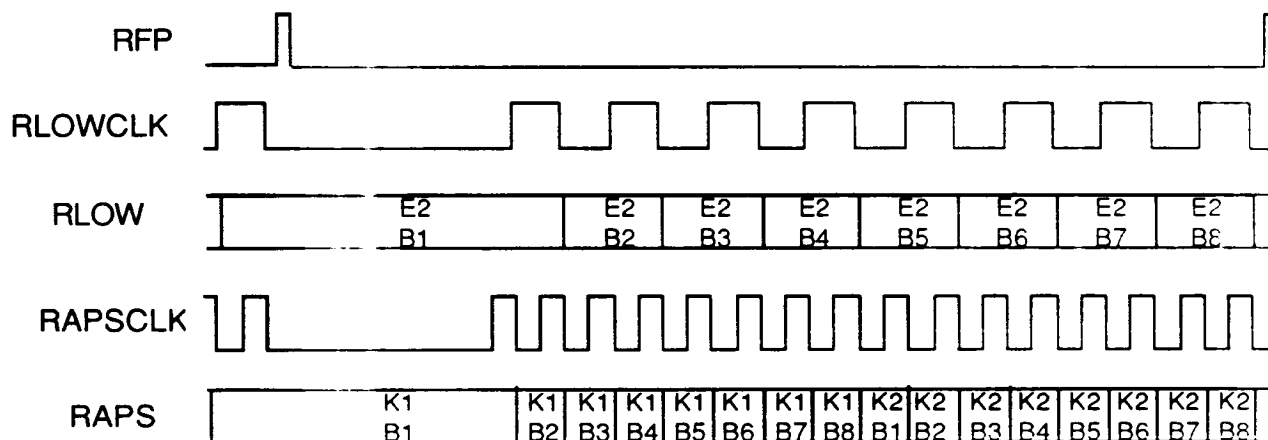 RFP
RLOWCLK
RLOW
E2 E2 E2 E2 E2 E2 E2 E2
B1 B2 B3 B4 B5 B6 B7 B8
RAPSCLK
RAPS
K1 K1 K1 K1 K1 K1 K1 K1 K2 K2 K2 K2 K2 K2 K2 K2
B1 B2 B3 B4 B5 B6 B7 B8 B1 B2 B3 B4 B5 B6 B7 B8